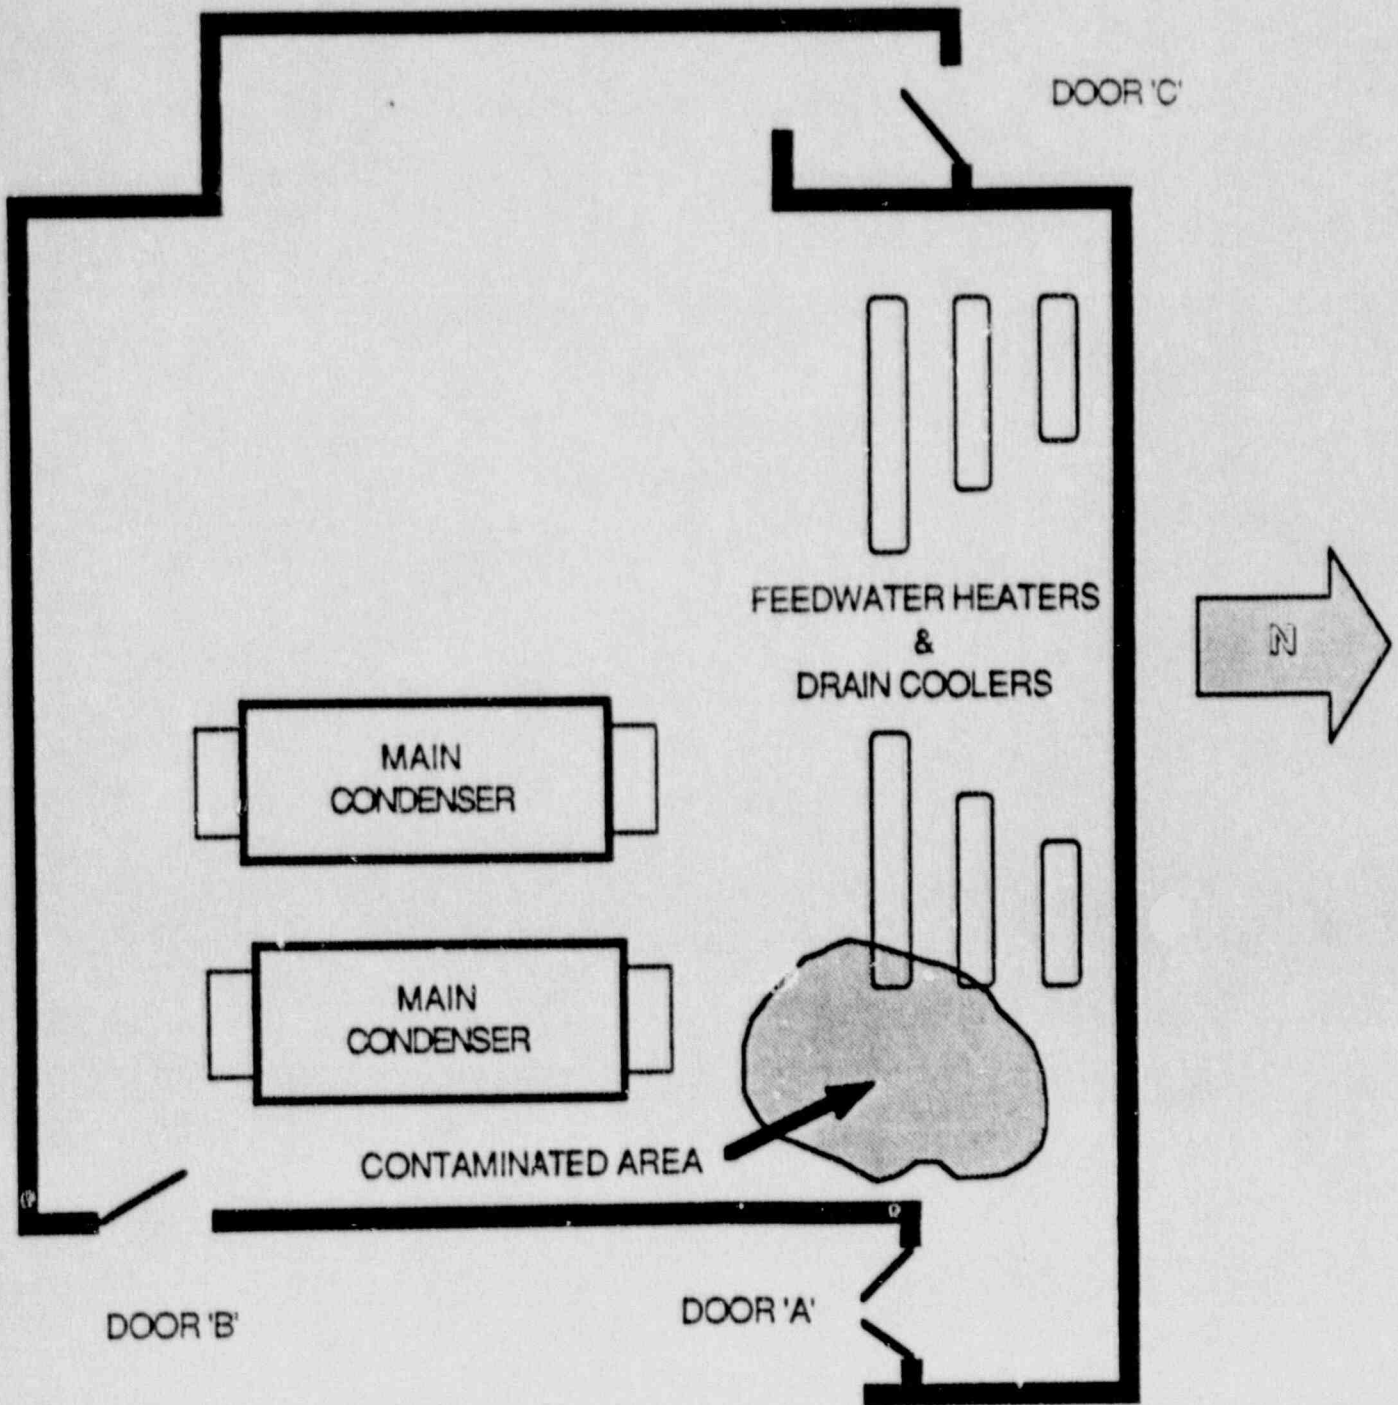 DOOR 'C'
FEEDWATER HEATERS
&
DRAIN COOLERS
N
MAIN
CONDENSER
MAIN
CONDENSER
CONTAMINATED AREA
DOOR 'B'
DOOR 'A'